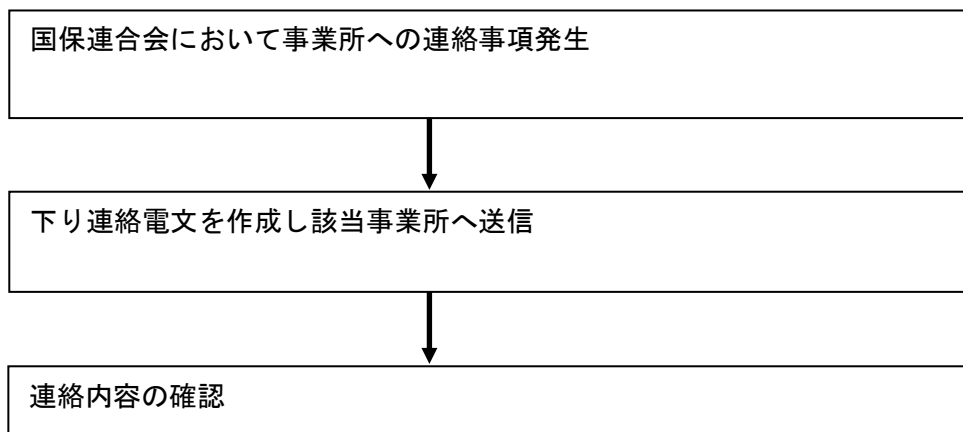 国保連合会において事業所への連絡事項発生
下り連絡電文を作成し該当事業所へ送信
連絡内容の確認